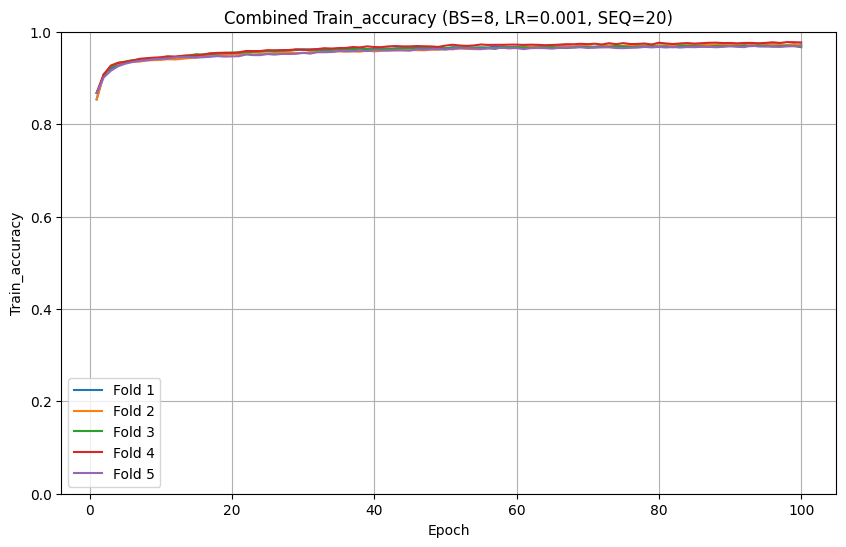 Combined Train_accuracy (BS=8, LR=0.001, SEQ=20)
Train_accuracy
1.0
0.8
0.6
0.4
0.2
0.0
Fold 1
Fold 2
Fold 3
Fold 4
Fold 5
0 20 40 60 80 100
Epoch